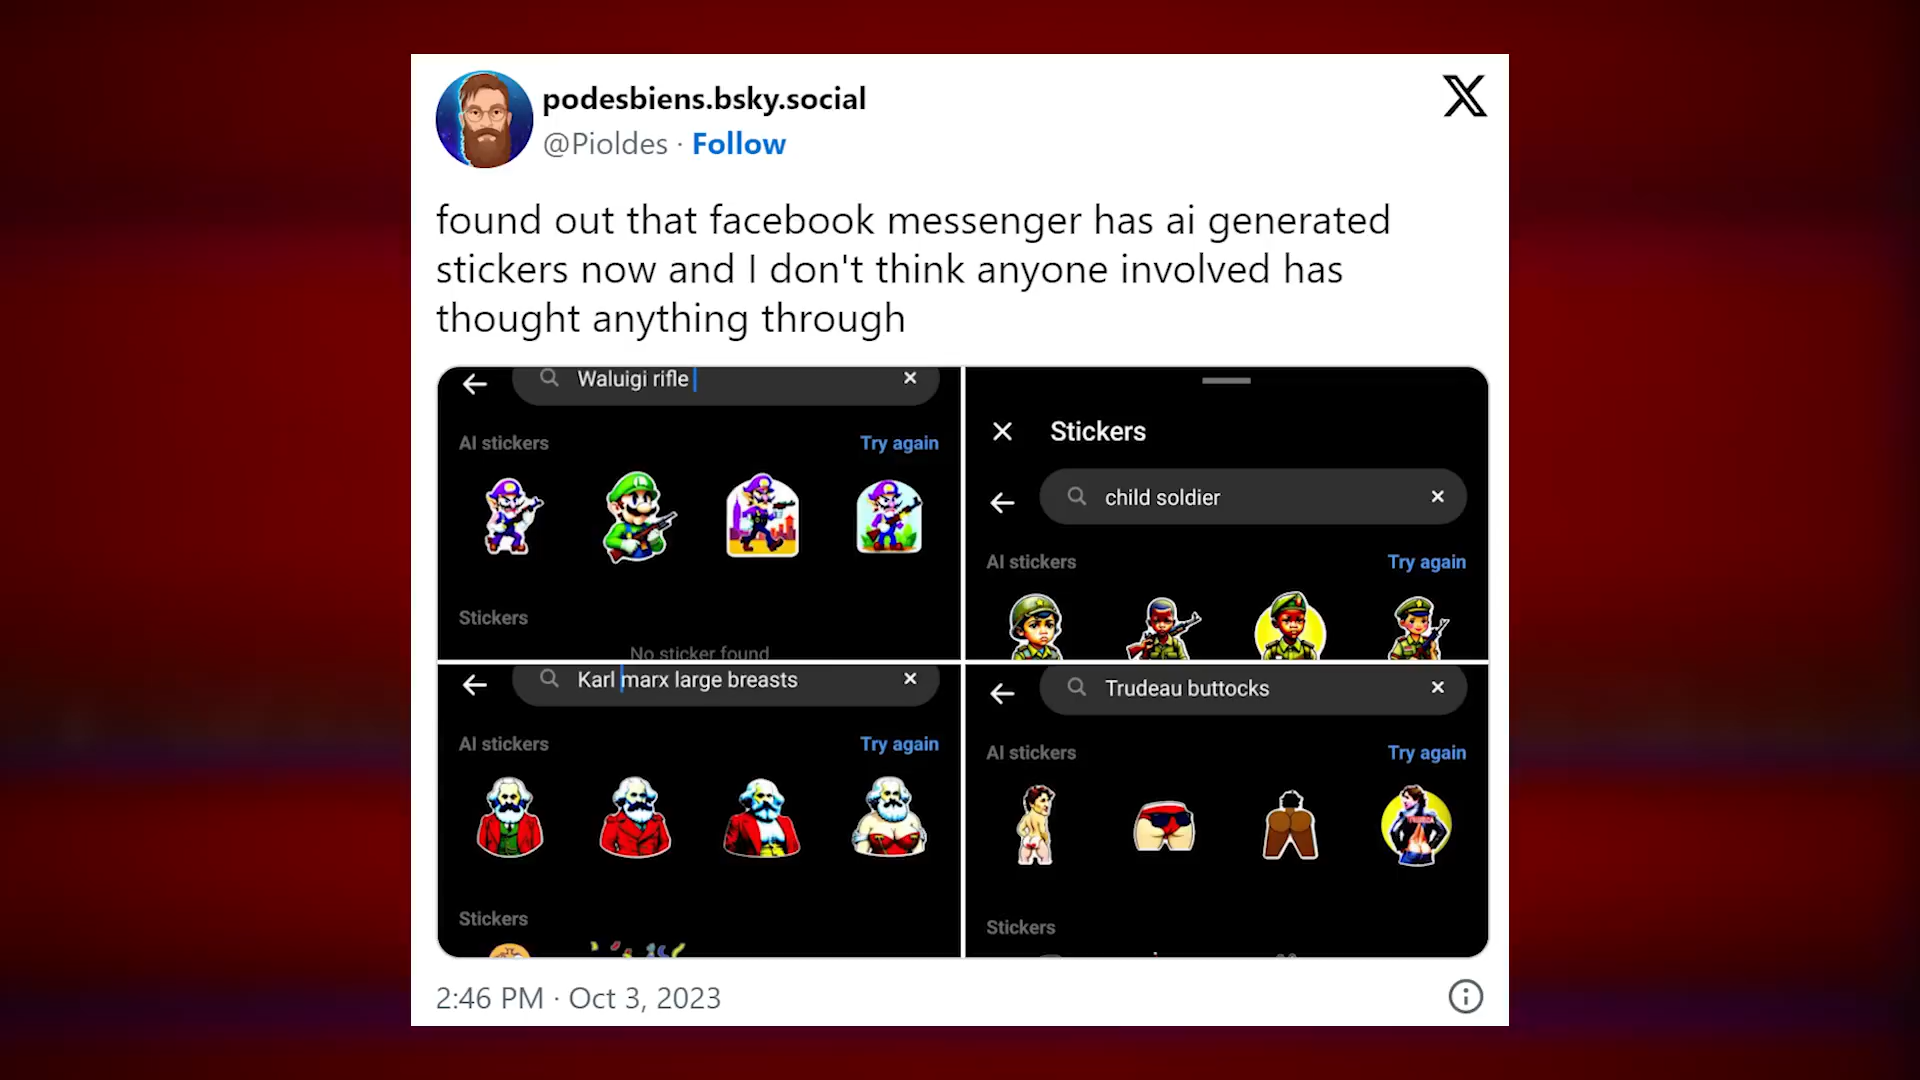 podesbiens.bsky.social
@Pioldes · Follow
found out that facebook messenger has ai generated
stickers now and I don't think anyone involved has
thought anything through
Waluigi rifle
AI stickers
Try again
Stickers
No sticker found
Stickers
child soldier
AI stickers
Try again
Karl marx large breasts
AI stickers
Try again
Stickers
Trudeau buttocks
AI stickers
Try again
Stickers
2:46 PM · Oct 3, 2023